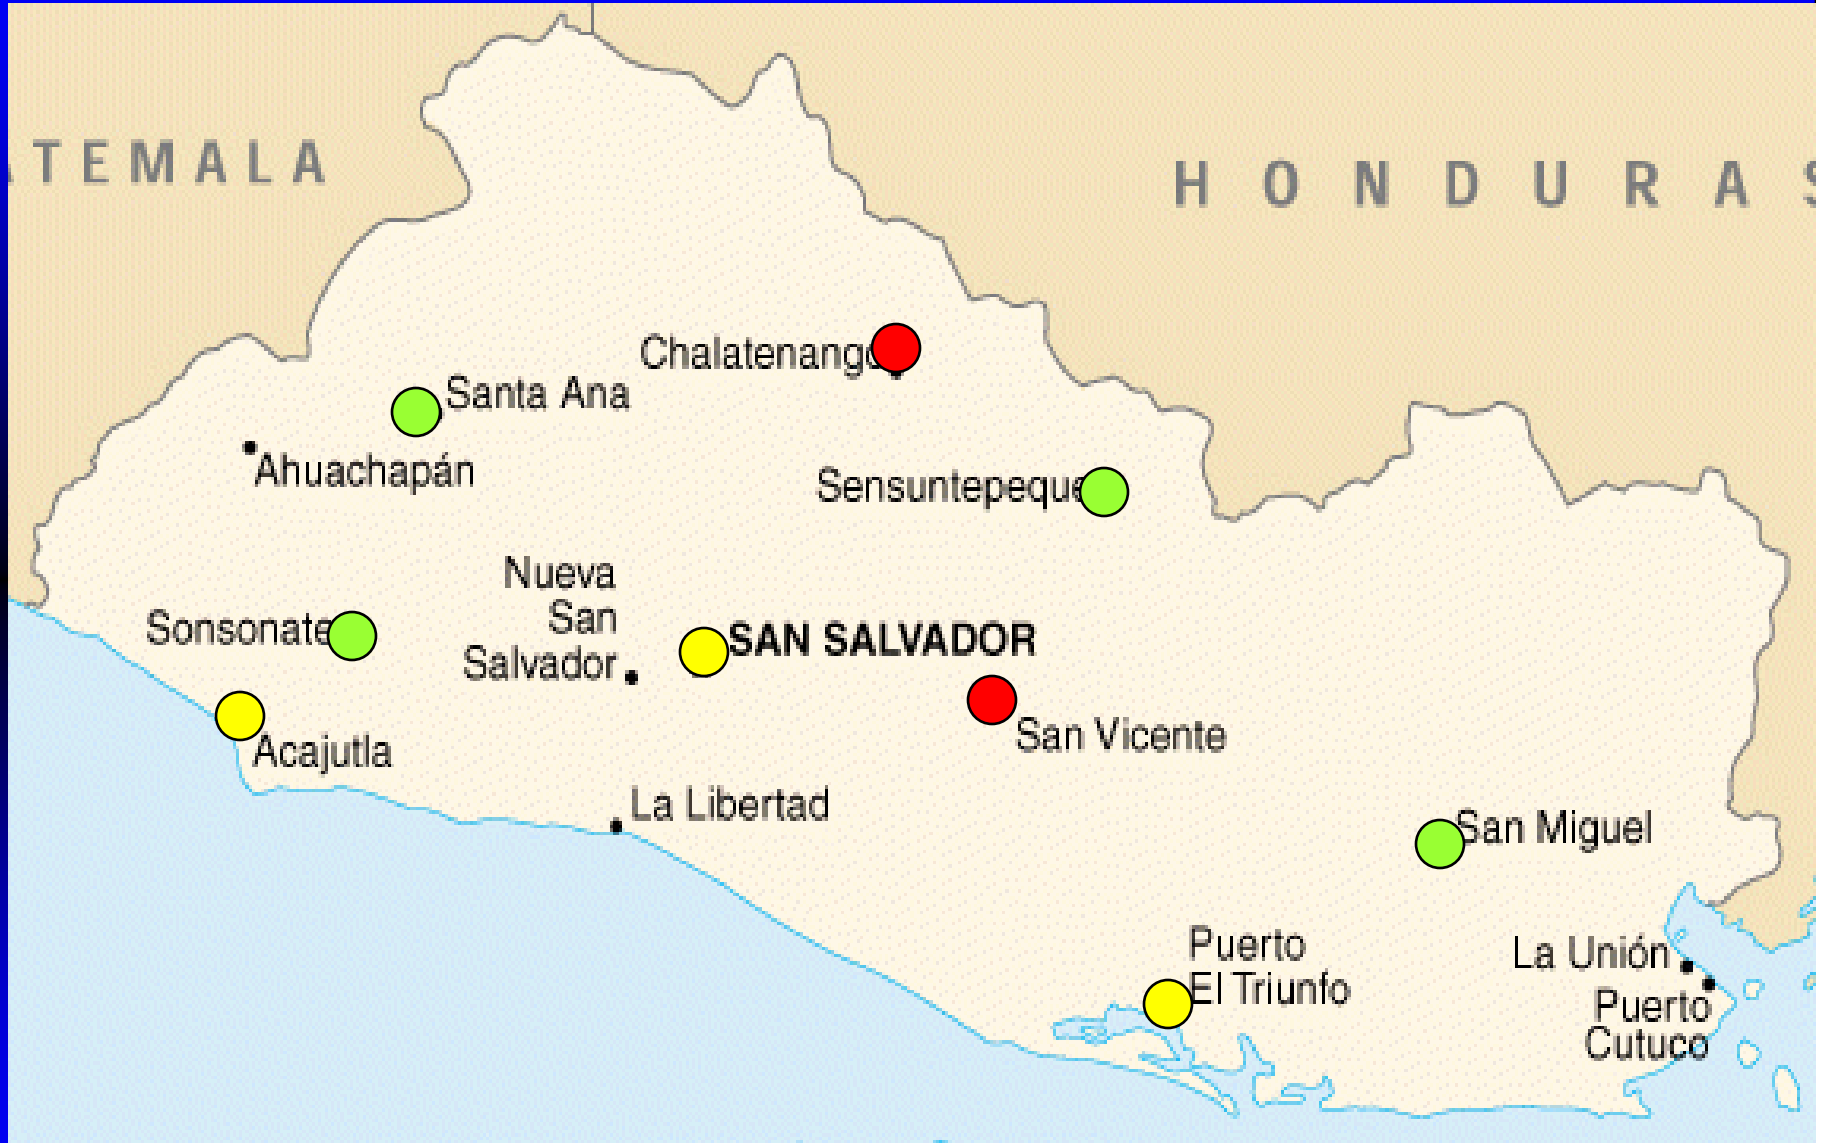 ATEMALA
HONDURAS
Chalatenango
Santa Ana
Ahuachapán
Sensuntepeque
Nueva
San
Salvador
Sonsonate
SAN SALVADOR
Acajutla
San Vicente
La Libertad
San Miguel
Puerto
El Triunfo
La Unión
Puerto
Cutuco